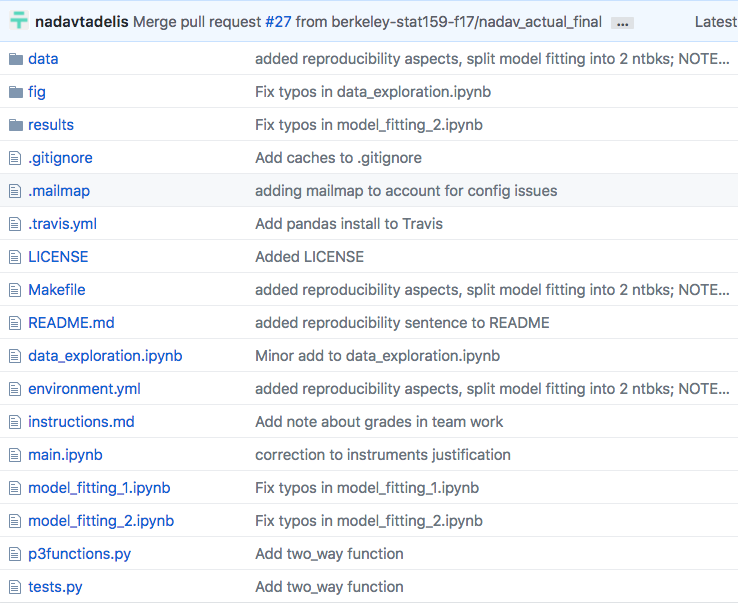 nadavtadelis Merge pull request #27 from berkeley-stat159-f17/nadav_actual_final ... Latest
data added reproducibility aspects, split model fitting into 2 ntbks; NOTE...
fig Fix typos in data_exploration.ipynb
results Fix typos in model_fitting_2.ipynb
.gitignore Add caches to .gitignore
.mailmap adding mailmap to account for config issues
.travis.yml Add pandas install to Travis
LICENSE Added LICENSE
Makefile added reproducibility aspects, split model fitting into 2 ntbks; NOTE...
README.md added reproducibility sentence to README
data_exploration.ipynb Minor add to data_exploration.ipynb
environment.yml added reproducibility aspects, split model fitting into 2 ntbks; NOTE...
instructions.md Add note about grades in team work
main.ipynb correction to instruments justification
model_fitting_1.ipynb Fix typos in model_fitting_1.ipynb
model_fitting_2.ipynb Fix typos in model_fitting_2.ipynb
p3functions.py Add two_way function
tests.py Add two_way function